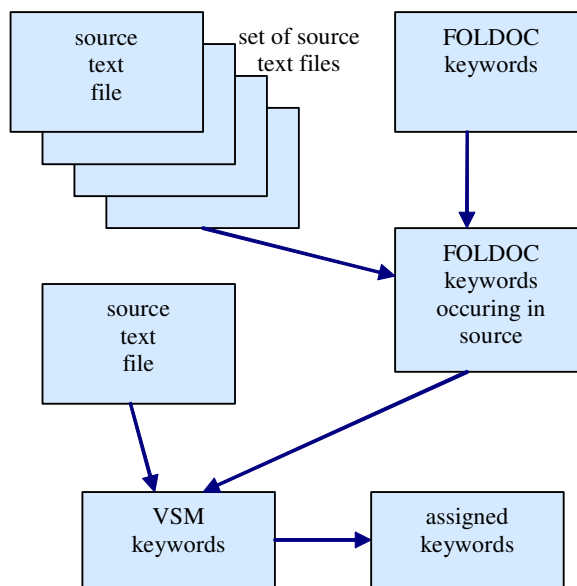 source
text
file
set of source
text files
FOLDOC
keywords
FOLDOC
keywords
occuring in
source
source
text
file
VSM
keywords
assigned
keywords